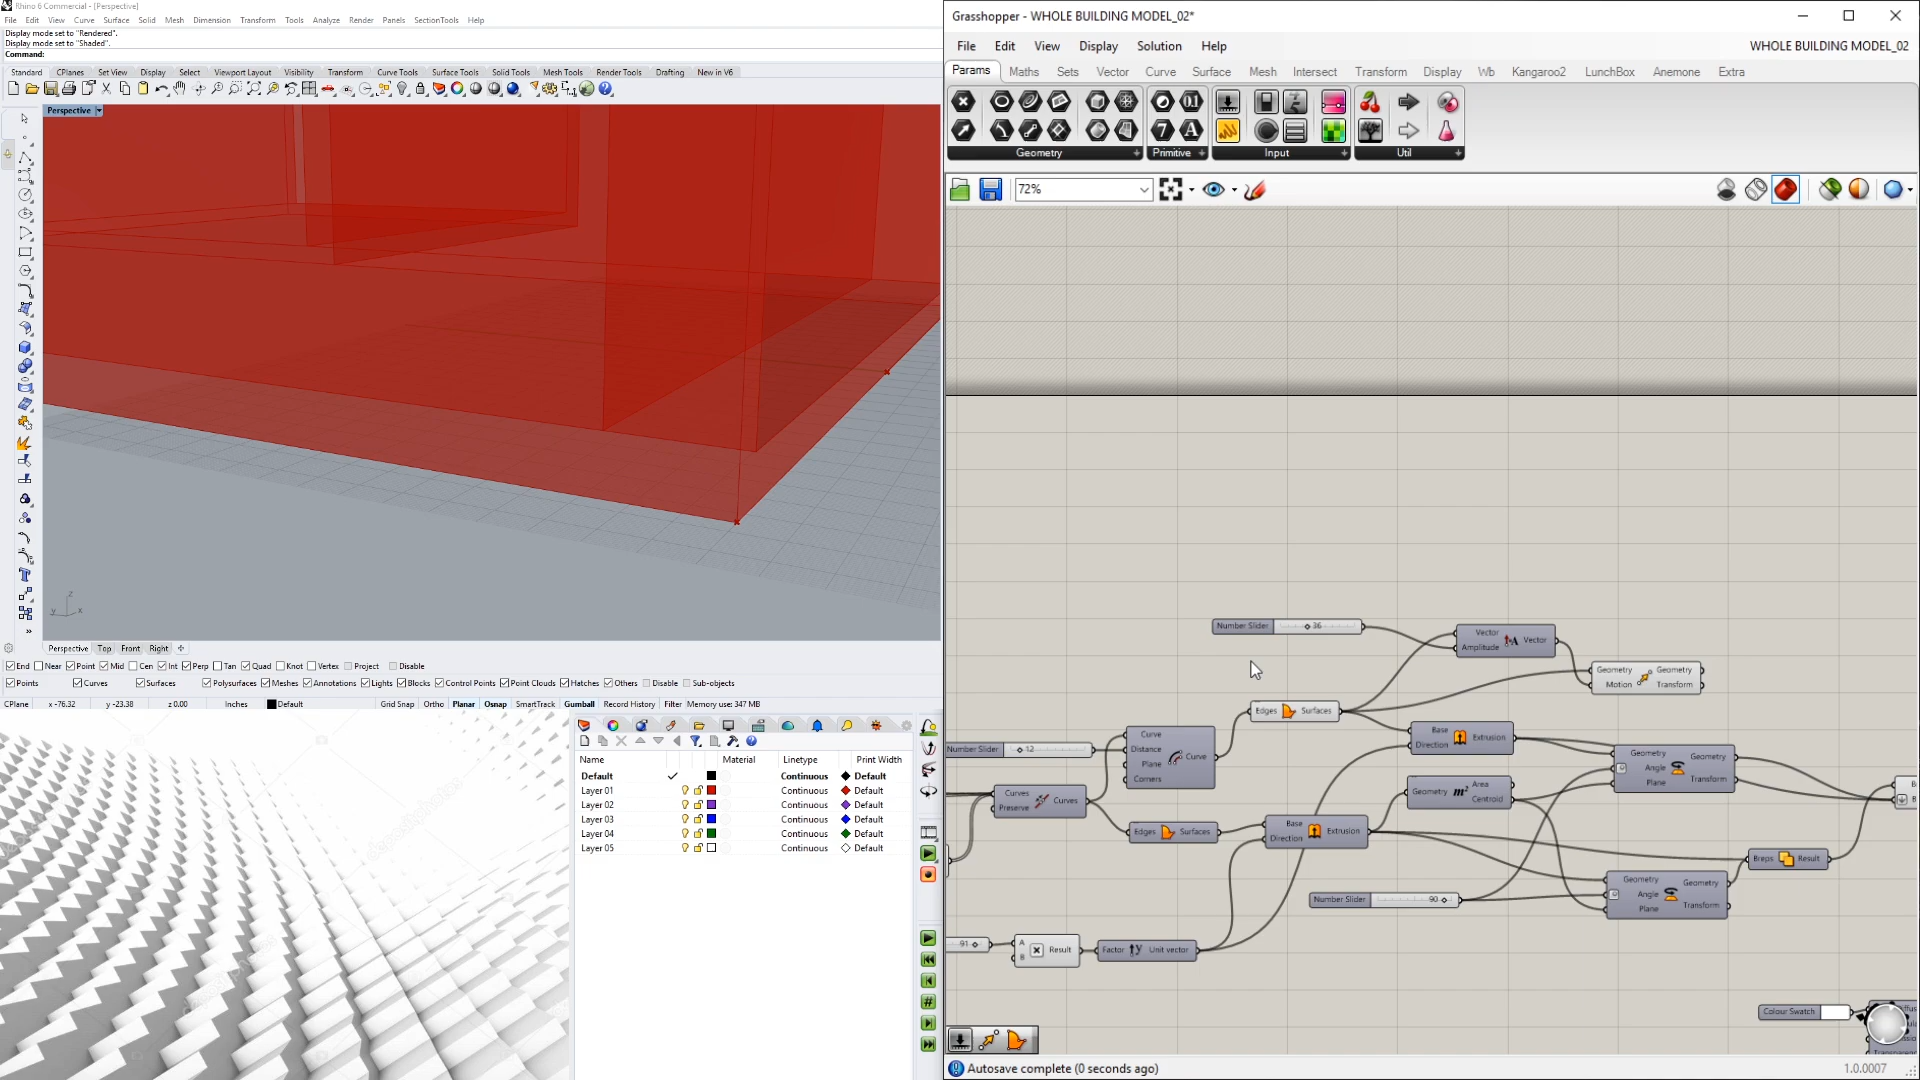 Rhino 6 Commercial - [Perspective]
File Edit View Curve Surface Solid Mesh Dimension Transform Tools Analyze Render Panels SectionTools Help
Display mode set to "Rendered".
Display mode set to "Shaded".
Command:
Standard CPlanes Set View Display Select Viewport Layout Visibility Transform Curve Tools Surface Tools Solid Tools Mesh Tools Render Tools Drafting New in V6
Perspective
z
y x
Perspective Top Front Right
End Near Point Mid Cen Int Perp Tan Quad Knot Vertex Project Disable
Points Curves Surfaces Polysurfaces Meshes Annotations Lights Blocks Control Points Point Clouds Hatches Others Disable Sub-objects
CPlane x -76.32 y -23.38 z 0.00 Inches Default Grid Snap Ortho Planar Osnap SmartTrack Gumball Record History Filter Memory use: 347 MB
Name Material Linetype Print Width
Default Continuous Default
Layer 01 Continuous Default
Layer 02 Continuous Default
Layer 03 Continuous Default
Layer 04 Continuous Default
Layer 05 Continuous Default
Grasshopper - WHOLE BUILDING MODEL_02*
File Edit View Display Solution Help WHOLE BUILDING MODEL_02
Params Maths Sets Vector Curve Surface Mesh Intersect Transform Display Wb Kangaroo2 LunchBox Anemone Extra
Geometry Primitive Input Util
72%
Number Slider 36
Vector Vector
Amplitude
Geometry Geometry
Motion Transform
Edges Surfaces
Number Slider 12
Curve Curve
Distance
Plane
Corners
Base Extrusion
Direction
Geometry Geometry
Angle
Plane Transform
Geometry m² Area
Centroid
Curves Curves
Preserve
Edges Surfaces
Base Extrusion
Direction
Breps Result
Geometry Geometry
Angle
Plane Transform
Number Slider 90
91
A Result
B
Factor y Unit vector
Colour Swatch
Autosave complete (0 seconds ago) 1.0.0007